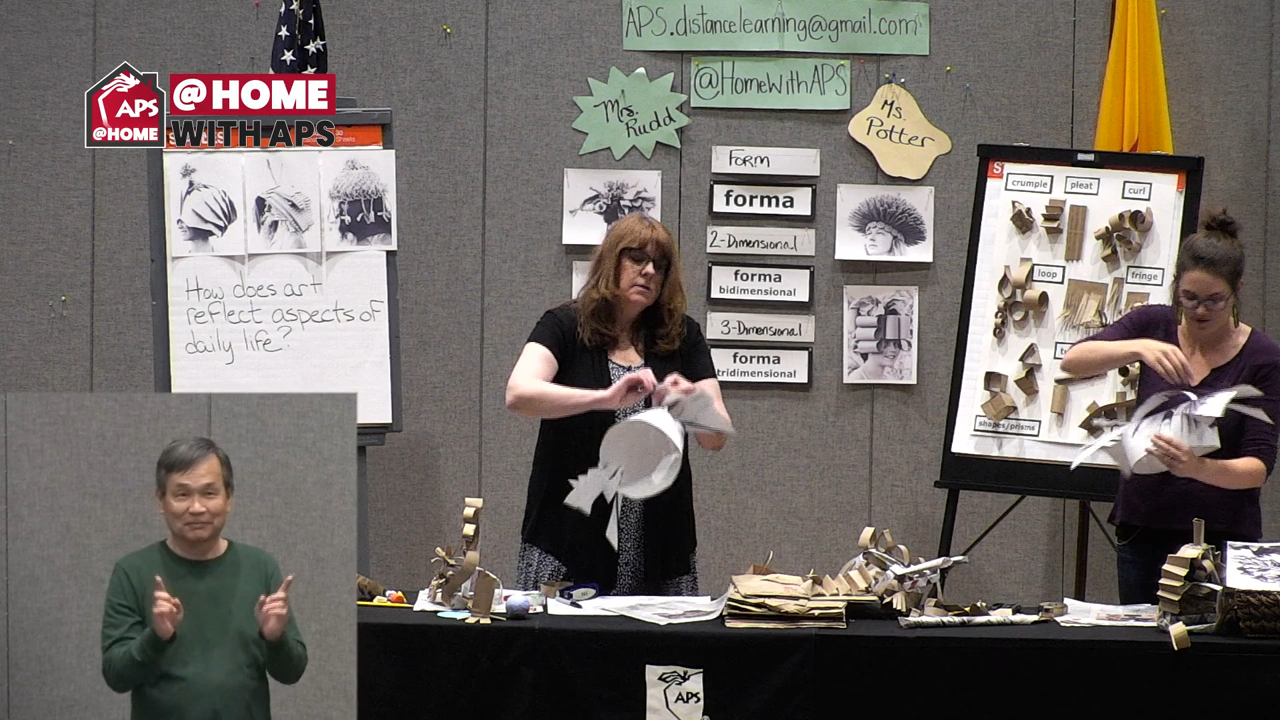 APS.distancelearning@gmail.com
@HomeWithAPS
APS
@HOME
@HOME
WITH APS
Mrs.
Rudd
Ms.
Potter
FORM
forma
2-Dimensional
forma
bidimensional
3-Dimensional
forma
tridimensional
How does art
reflect aspects of
daily life?
crumple
pleat
curl
loop
fringe
shapes/prisms
APS